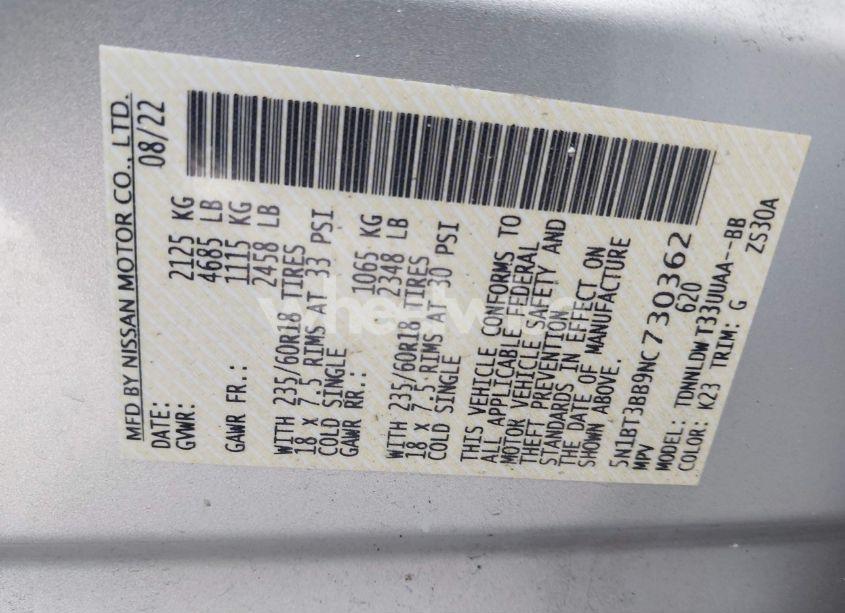 MFD BY NISSAN MOTOR CO., LTD.
DATE: 08/22
GVWR: 2125 KG
4685 LB
GAWR FR.: 1115 KG
2458 LB
WITH 235/60R18 TIRES
18 X 7.5 RIMS AT 33 PSI
COLD SINGLE
GAWR RR.: 1065 KG
2348 LB
WITH 235/60R18 TIRES
18 X 7.5 RIMS AT 30 PSI
COLD SINGLE
THIS VEHICLE CONFORMS TO
ALL APPLICABLE FEDERAL
MOTOR VEHICLE SAFETY AND
THEFT PREVENTION
STANDARDS IN EFFECT ON
THE DATE OF MANUFACTURE
SHOWN ABOVE.
5N1BT3BB9NC730362
MPV 620
MODEL: TDNNLDWT33UUAA--BB
COLOR: K23 TRIM: G ZS30A